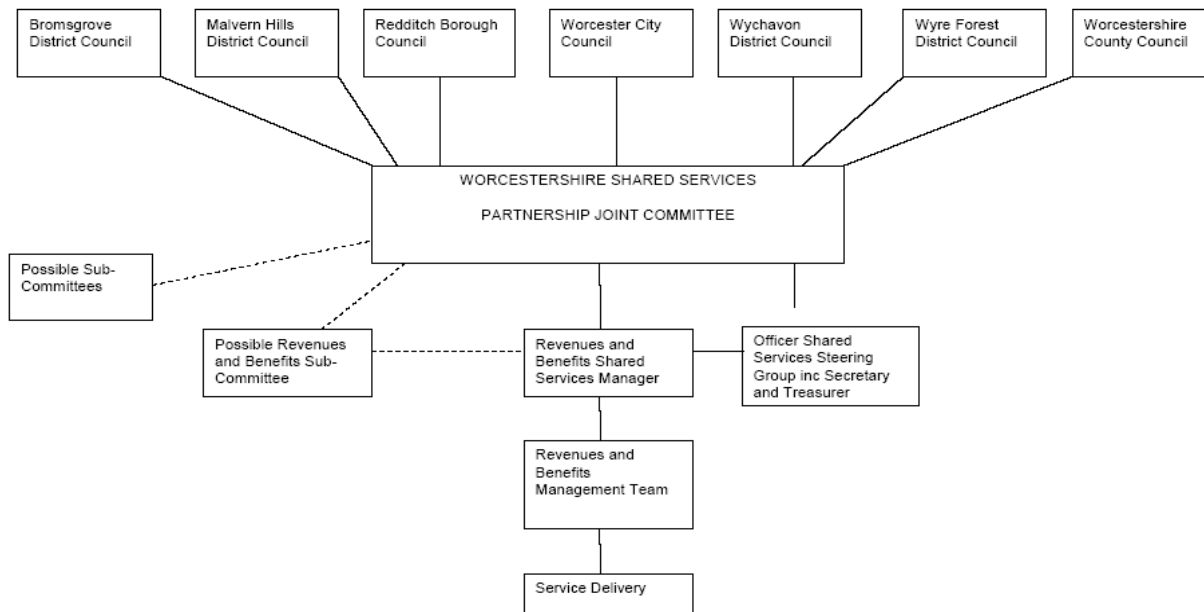 Bromsgrove
District Council
Malvern Hills
District Council
Redditch Borough
Council
Worcester City
Council
Wychavon
District Council
Wyre Forest
District Council
Worcestershire
County Council
WORCESTERSHIRE SHARED SERVICES
PARTNERSHIP JOINT COMMITTEE
Possible Sub-
Committees
Possible Revenues
and Benefits Sub-
Committee
Revenues and
Benefits Shared
Services Manager
Officer Shared
Services Steering
Group inc Secretary
and Treasurer
Revenues and
Benefits
Management Team
Service Delivery